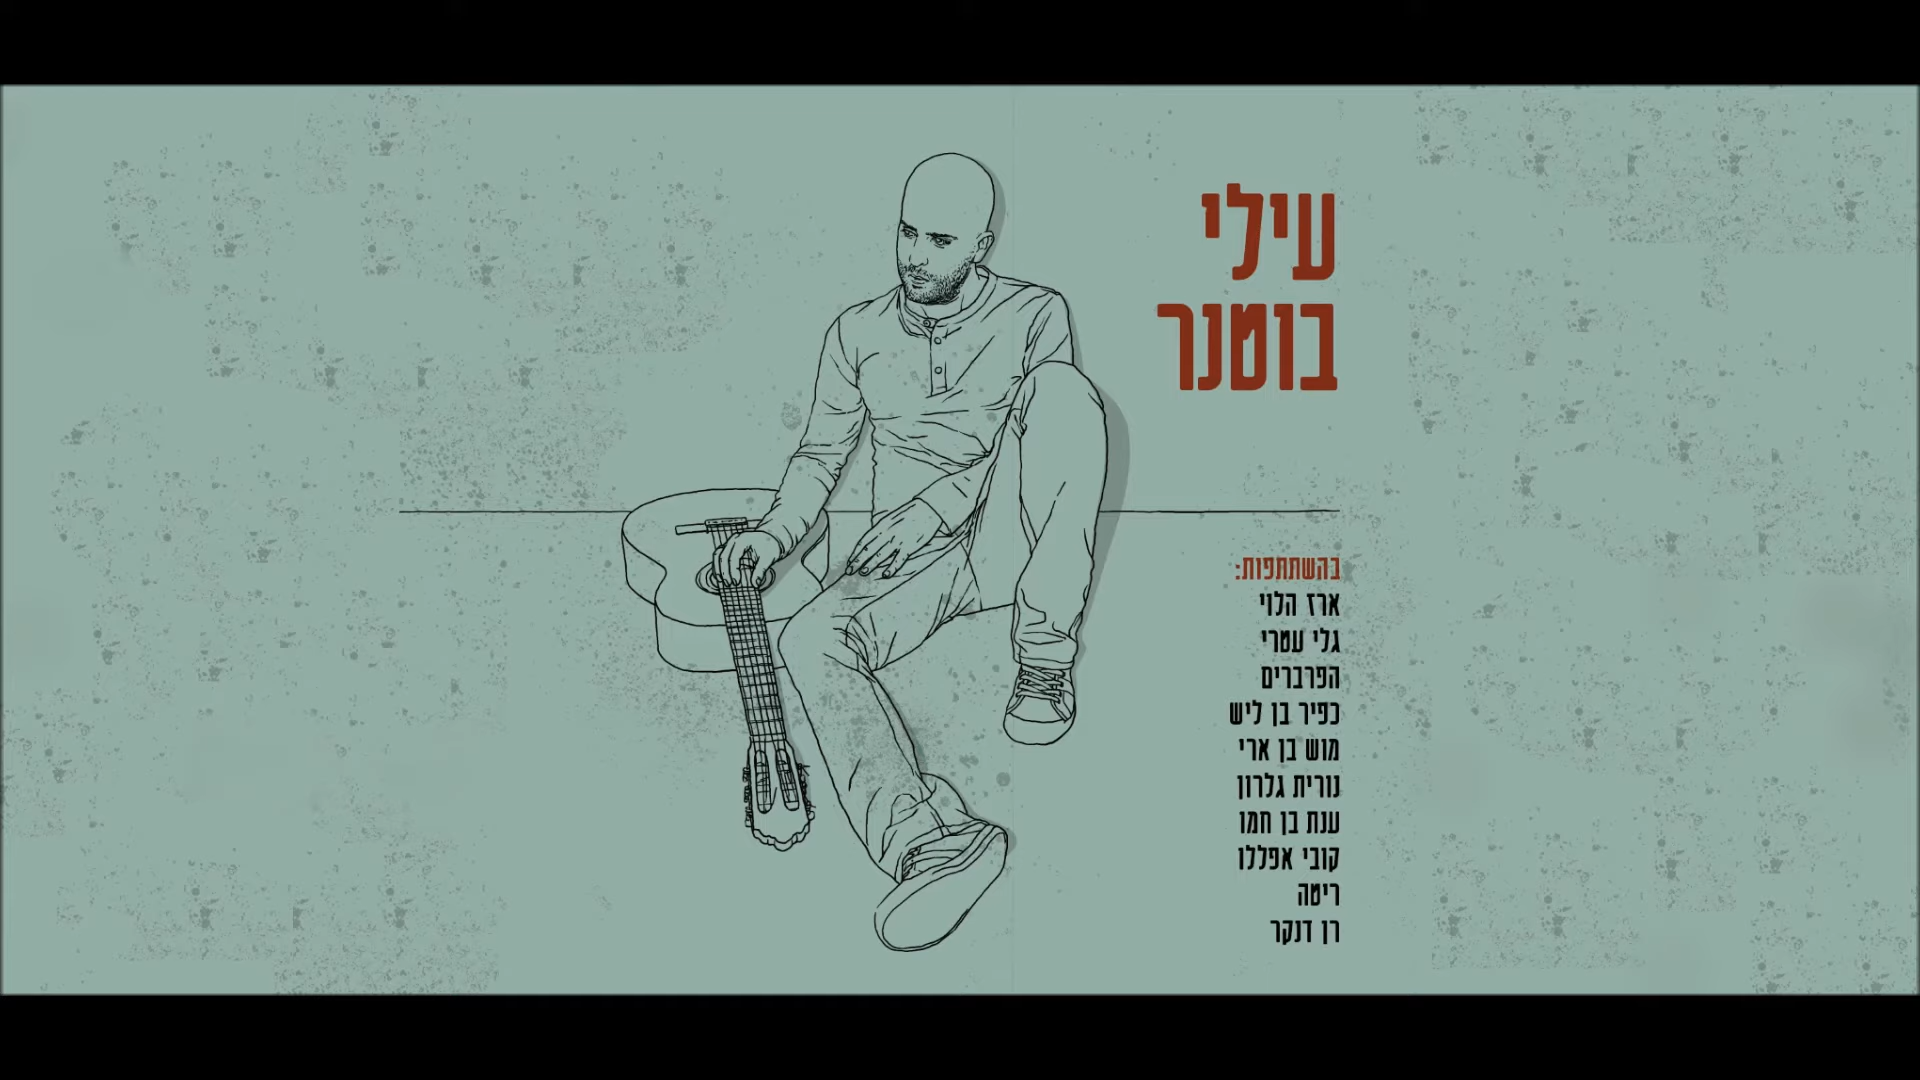 עילי
בוטנר
בהשתתפות:
ארז הלוי
גלי עטרי
הפרברים
כפיר בן ליש
מוש בן ארי
נורית גלרון
ענת בן חמו
קובי אפללו
ריטה
רן דנקר